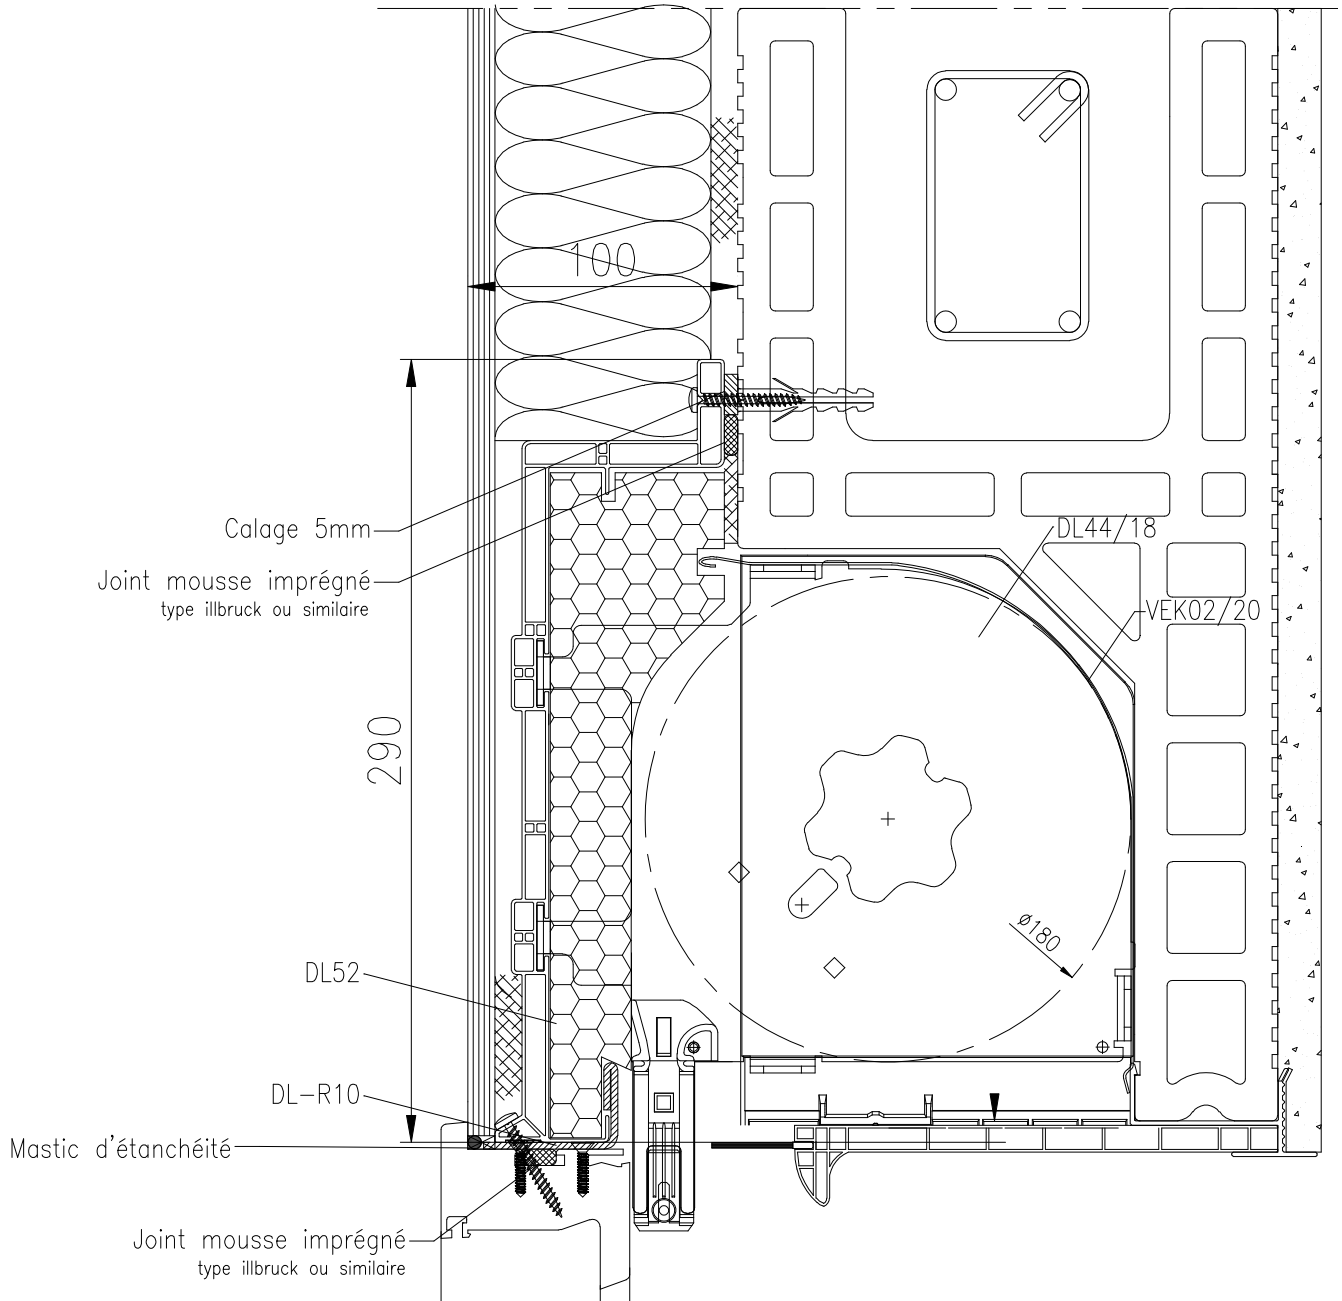 100
Calage 5mm
DL44/18
Joint mousse imprégné
type illbruck ou similaire
VEK02/20
290
ø180
DL52
DL-R10
Mastic d'étanchéité
Joint mousse imprégné
type illbruck ou similaire